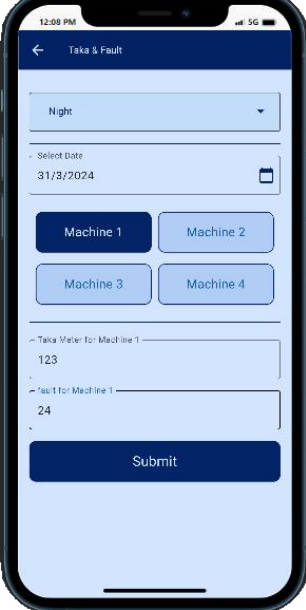 12:08 PM 5G
Taka & Fault
Night
Select Date
31/3/2024
Machine 1 Machine 2
Machine 3 Machine 4
Taka Meter for Machine 1
123
fault for Machine 1
24
Submit